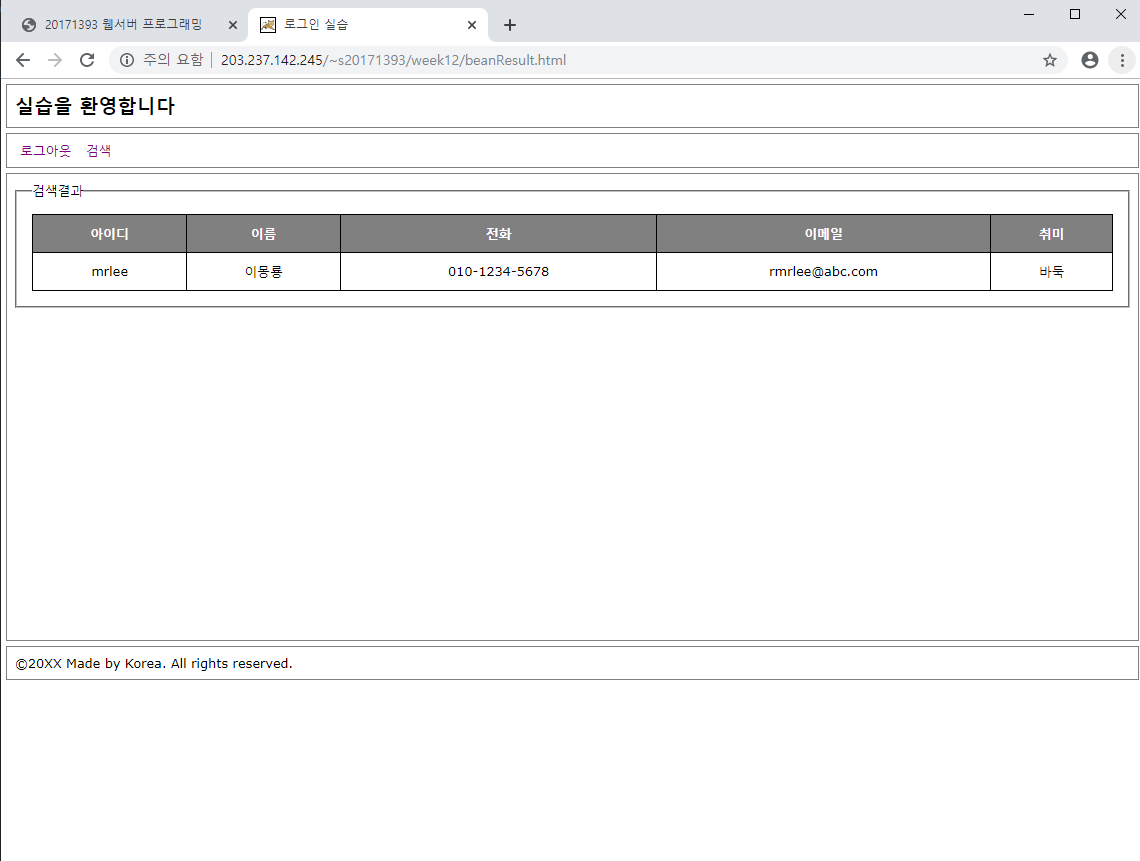 20171393 웹서버 프로그래밍
로그인 실습
주의 요함 | 203.237.142.245/~s20171393/week12/beanResult.html
실습을 환영합니다
로그아웃 검색
검색결과
아이디 이름 전화 이메일 취미
mrlee 이몽룡 010-1234-5678 rmrlee@abc.com 바둑
©20XX Made by Korea. All rights reserved.